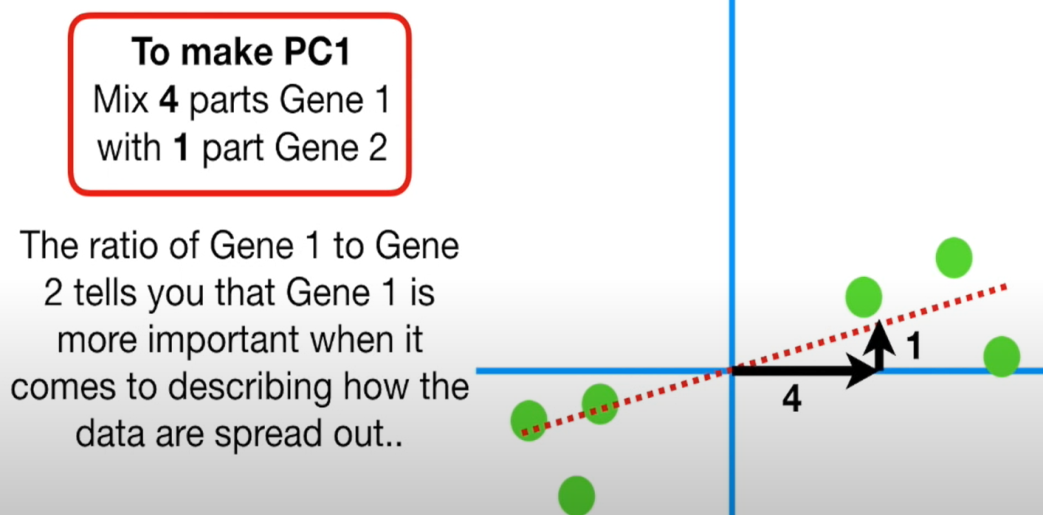 To make PC1
Mix 4 parts Gene 1
with 1 part Gene 2
The ratio of Gene 1 to Gene
2 tells you that Gene 1 is
more important when it
comes to describing how the
data are spread out..
1
4